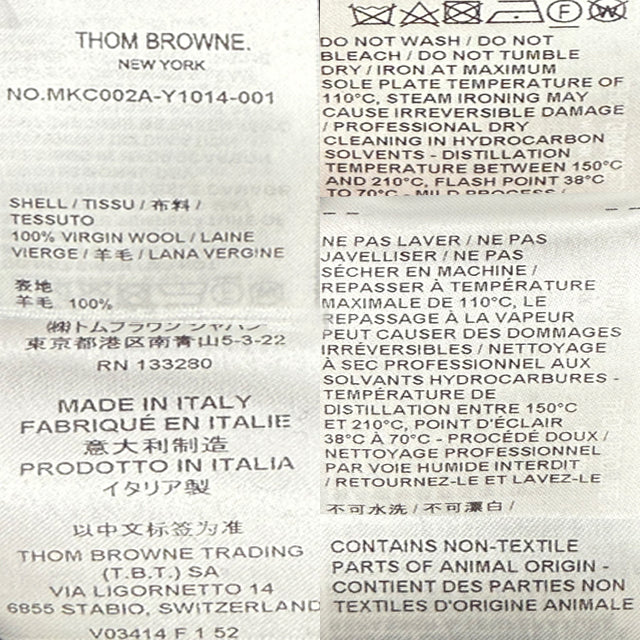 THOM BROWNE.
NEW YORK
NO.MKC002A-Y1014-001
SHELL / TISSU / 布料 /
TESSUTO
100% VIRGIN WOOL / LAINE
VIERGE / 羊毛 / LANA VERGINE
表地
羊毛 100%
㈱トムブラウン ジャパン
東京都港区南青山5-3-22
RN 133280
MADE IN ITALY
FABRIQUÉ EN ITALIE
意大利制造
PRODOTTO IN ITALIA
イタリア製
以中文标签为准
THOM BROWNE TRADING
(T.B.T.) SA
VIA LIGORNETTO 14
6855 STABIO, SWITZERLAND
V03414 F 1 52
DO NOT WASH / DO NOT
BLEACH / DO NOT TUMBLE
DRY / IRON AT MAXIMUM
SOLE PLATE TEMPERATURE OF
110°C, STEAM IRONING MAY
CAUSE IRREVERSIBLE DAMAGE
/ PROFESSIONAL DRY
CLEANING IN HYDROCARBON
SOLVENTS - DISTILLATION
TEMPERATURE BETWEEN 150°C
AND 210°C, FLASH POINT 38°C
TO 70°C - MILD PROCESS /
NE PAS LAVER / NE PAS
JAVELLISER / NE PAS
SÉCHER EN MACHINE /
REPASSER À TEMPÉRATURE
MAXIMALE DE 110°C, LE
REPASSAGE À LA VAPEUR
PEUT CAUSER DES DOMMAGES
IRRÉVERSIBLES / NETTOYAGE
À SEC PROFESSIONNEL AUX
SOLVANTS HYDROCARBURES -
TEMPÉRATURE DE
DISTILLATION ENTRE 150°C
ET 210°C, POINT D'ÉCLAIR
38°C À 70°C - PROCÉDÉ DOUX /
NETTOYAGE PROFESSIONNEL
PAR VOIE HUMIDE INTERDIT
/ RETOURNEZ-LE ET LAVEZ-LE
不可水洗 / 不可漂白 /
CONTAINS NON-TEXTILE
PARTS OF ANIMAL ORIGIN -
CONTIENT DES PARTIES NON
TEXTILES D'ORIGINE ANIMALE